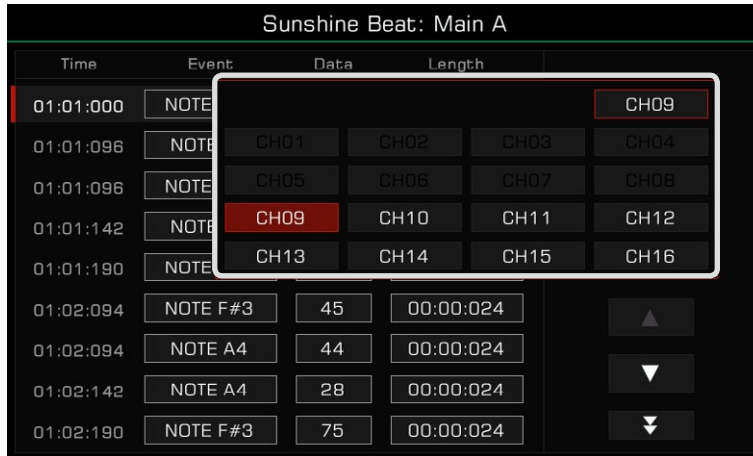 Sunshine Beat: Main A
Time Event Data Length
01:01:000 NOTE CH09
01:01:096 NOTE CH01 CH02 CH03 CH04
01:01:096 NOTE CH05 CH06 CH07 CH08
01:01:142 NOTE CH09 CH10 CH11 CH12
01:01:190 NOTE CH13 CH14 CH15 CH16
01:02:094 NOTE F#3 45 00:00:024
01:02:094 NOTE A4 44 00:00:024
01:02:142 NOTE A4 28 00:00:024
01:02:190 NOTE F#3 75 00:00:024